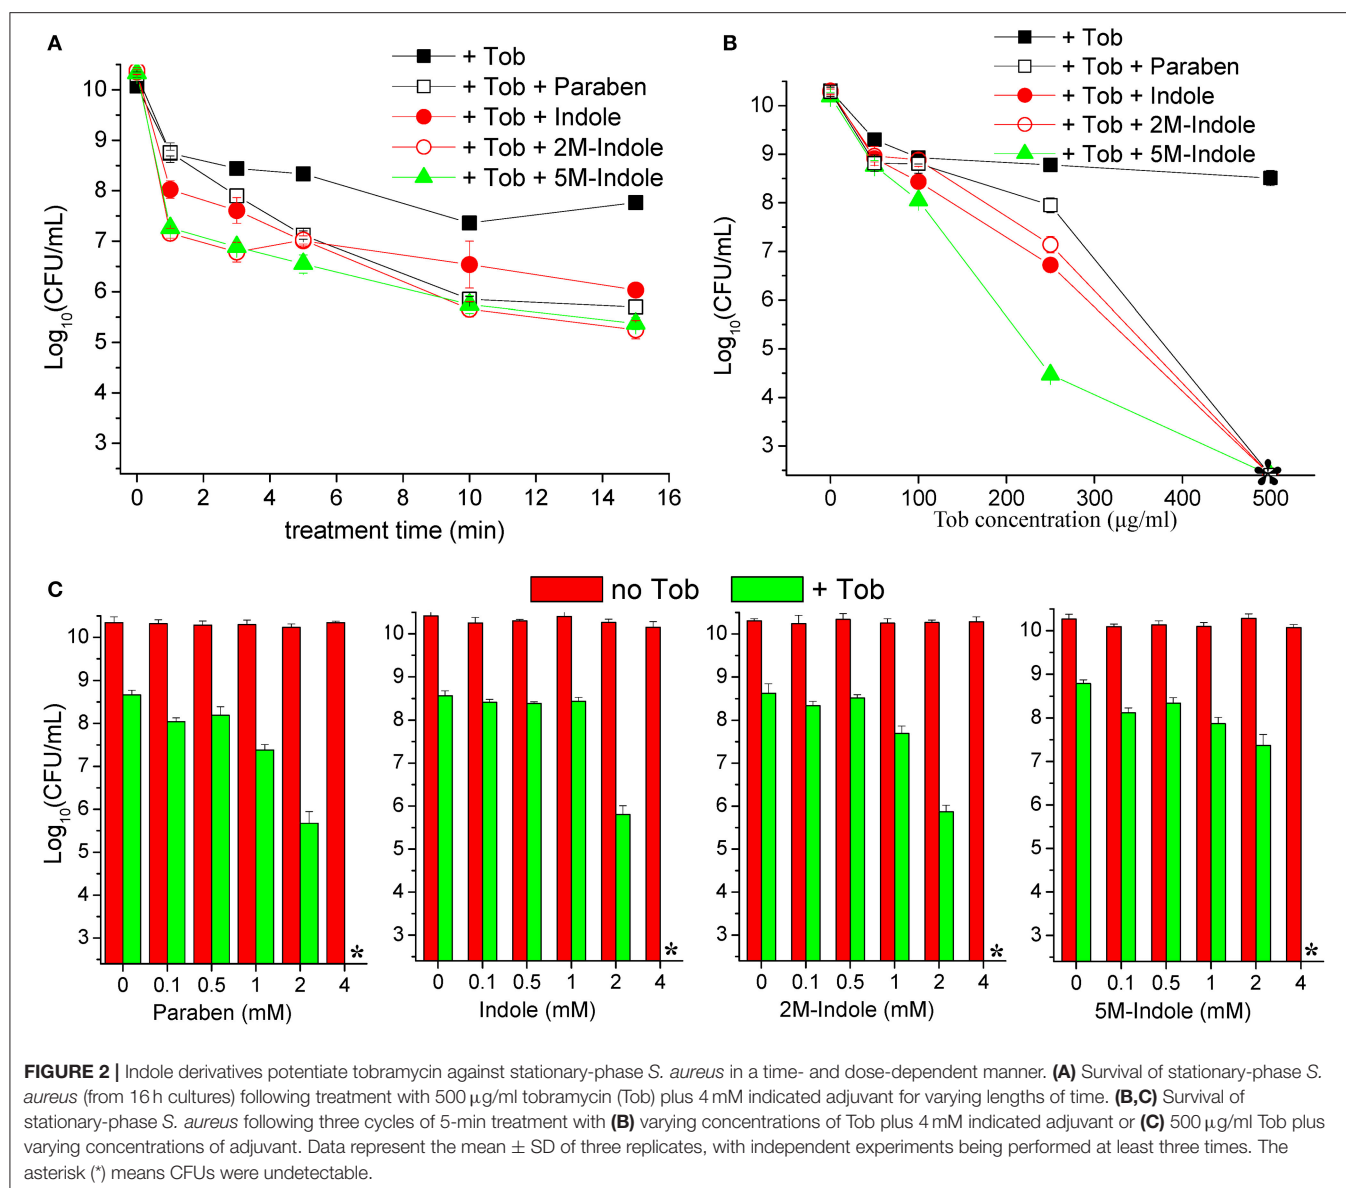 A
+ Tob
+ Tob + Paraben
+ Tob + Indole
+ Tob + 2M-Indole
+ Tob + 5M-Indole
Log10(CFU/mL)
10
9
8
7
6
5
4
3
0 2 4 6 8 10 12 14 16
treatment time (min)
B
+ Tob
+ Tob + Paraben
+ Tob + Indole
+ Tob + 2M-Indole
+ Tob + 5M-Indole
Log10(CFU/mL)
10
9
8
7
6
5
4
3
0 100 200 300 400 500
Tob concentration (µg/ml)
C
no Tob + Tob
Log10(CFU/mL)
10
9
8
7
6
5
4
3
*
0 0.1 0.5 1 2 4
Paraben (mM)
10
9
8
7
6
5
4
3
*
0 0.1 0.5 1 2 4
Indole (mM)
10
9
8
7
6
5
4
3
*
0 0.1 0.5 1 2 4
2M-Indole (mM)
10
9
8
7
6
5
4
3
*
0 0.1 0.5 1 2 4
5M-Indole (mM)
FIGURE 2 | Indole derivatives potentiate tobramycin against stationary-phase S. aureus in a time- and dose-dependent manner. (A) Survival of stationary-phase S.
aureus (from 16 h cultures) following treatment with 500 µg/ml tobramycin (Tob) plus 4 mM indicated adjuvant for varying lengths of time. (B,C) Survival of
stationary-phase S. aureus following three cycles of 5-min treatment with (B) varying concentrations of Tob plus 4 mM indicated adjuvant or (C) 500 µg/ml Tob plus
varying concentrations of adjuvant. Data represent the mean ± SD of three replicates, with independent experiments being performed at least three times. The
asterisk (*) means CFUs were undetectable.